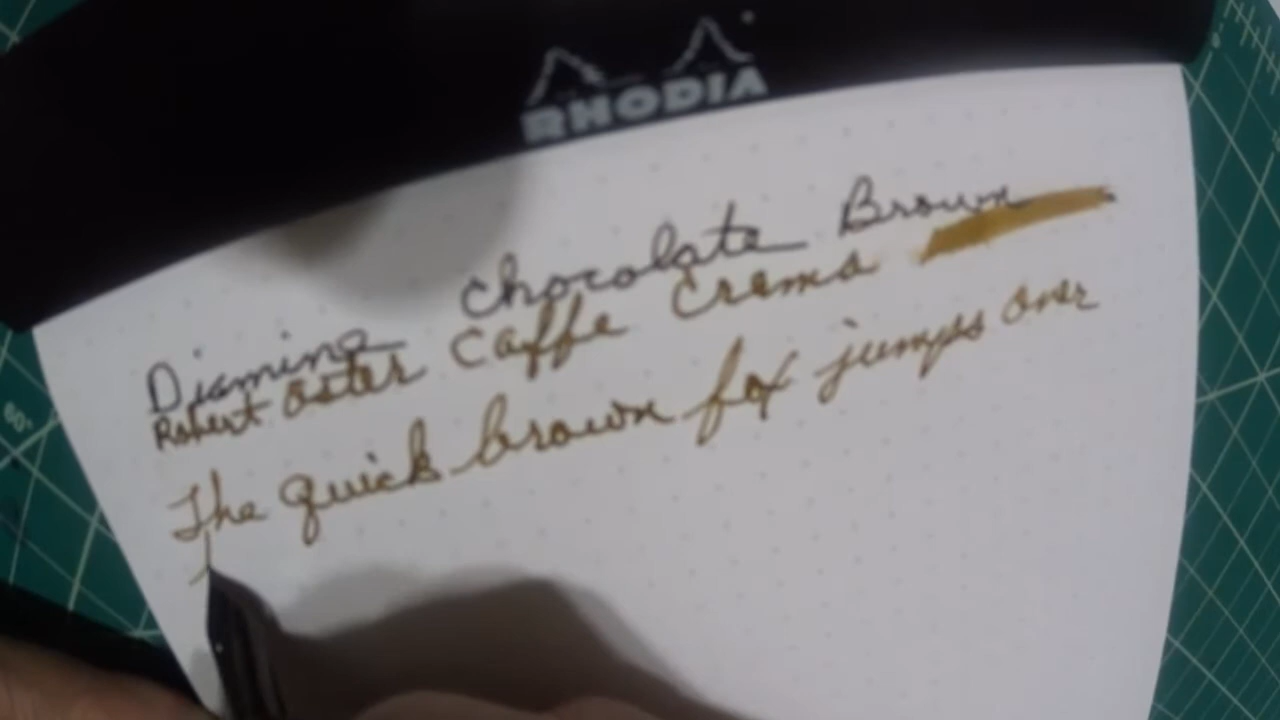 RHODIA
Diamine Chocolate Brown
Robert Oster Caffe Crema
The quick brown fox jumps over